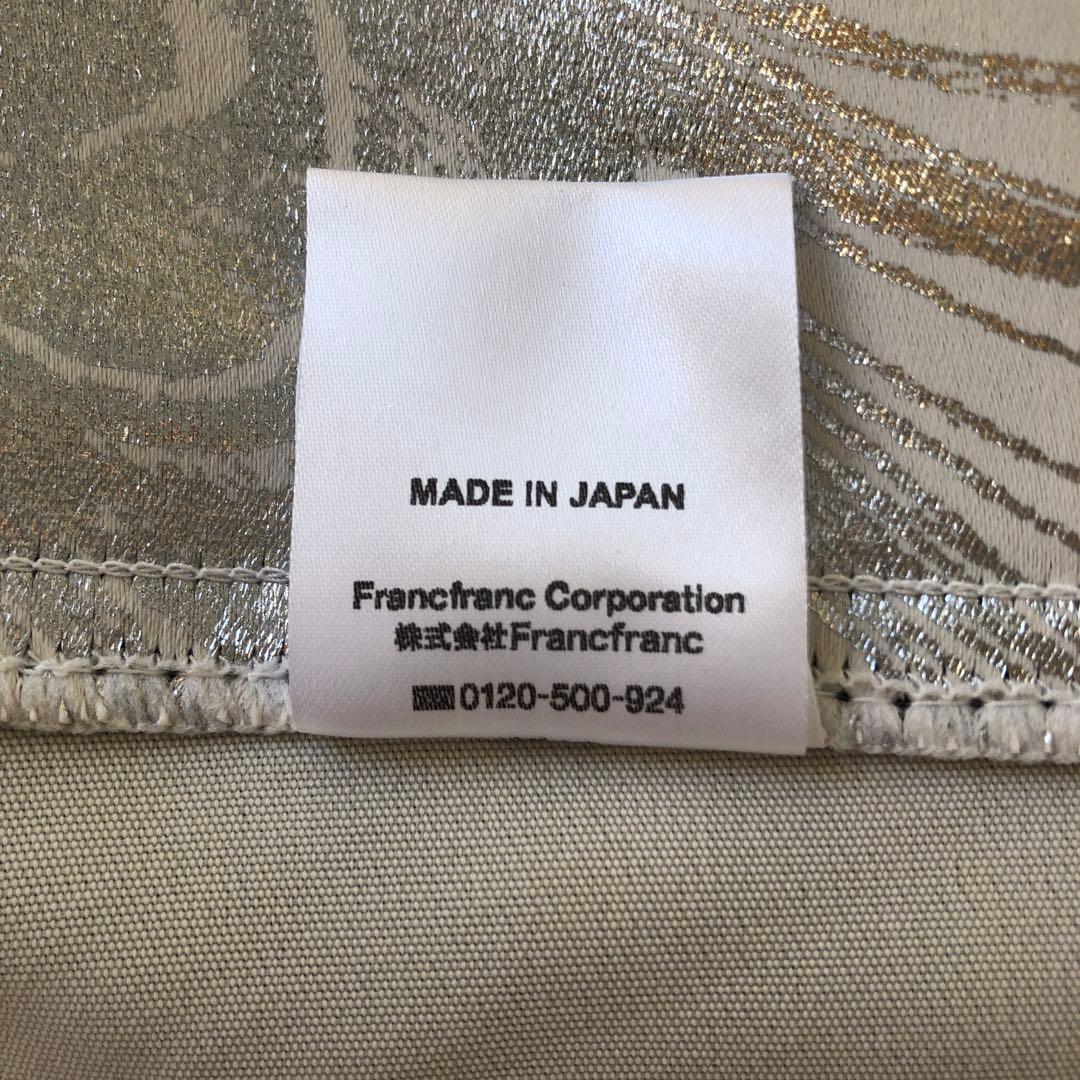 MADE IN JAPAN
Francfranc Corporation
株式会社Francfranc
0120-500-924